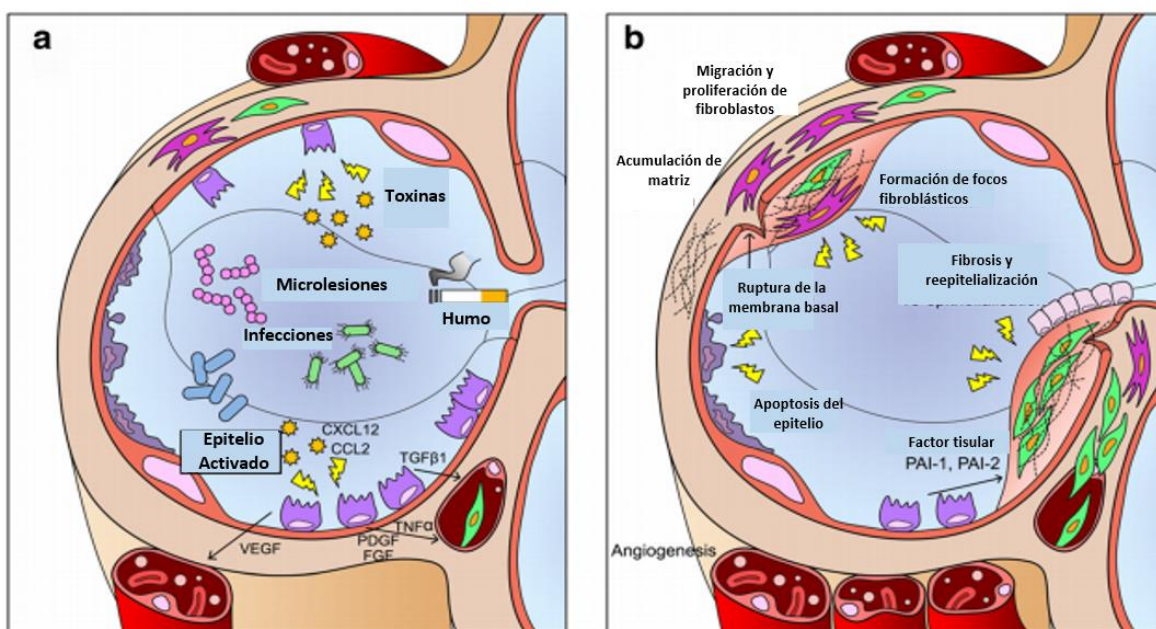 a
Toxinas
Microlesiones
Humo
Infecciones
Epitelio
Activado
CXCL12
CCL2
TGFβ1
TNFα
PDGF
FGF
VEGF
b
Migración y
proliferación de
fibroblastos
Acumulación de
matriz
Formación de focos
fibroblásticos
Fibrosis y
reepitelialización
Ruptura de la
membrana basal
Apoptosis del
epitelio
Factor tisular
PAI-1, PAI-2
Angiogenesis